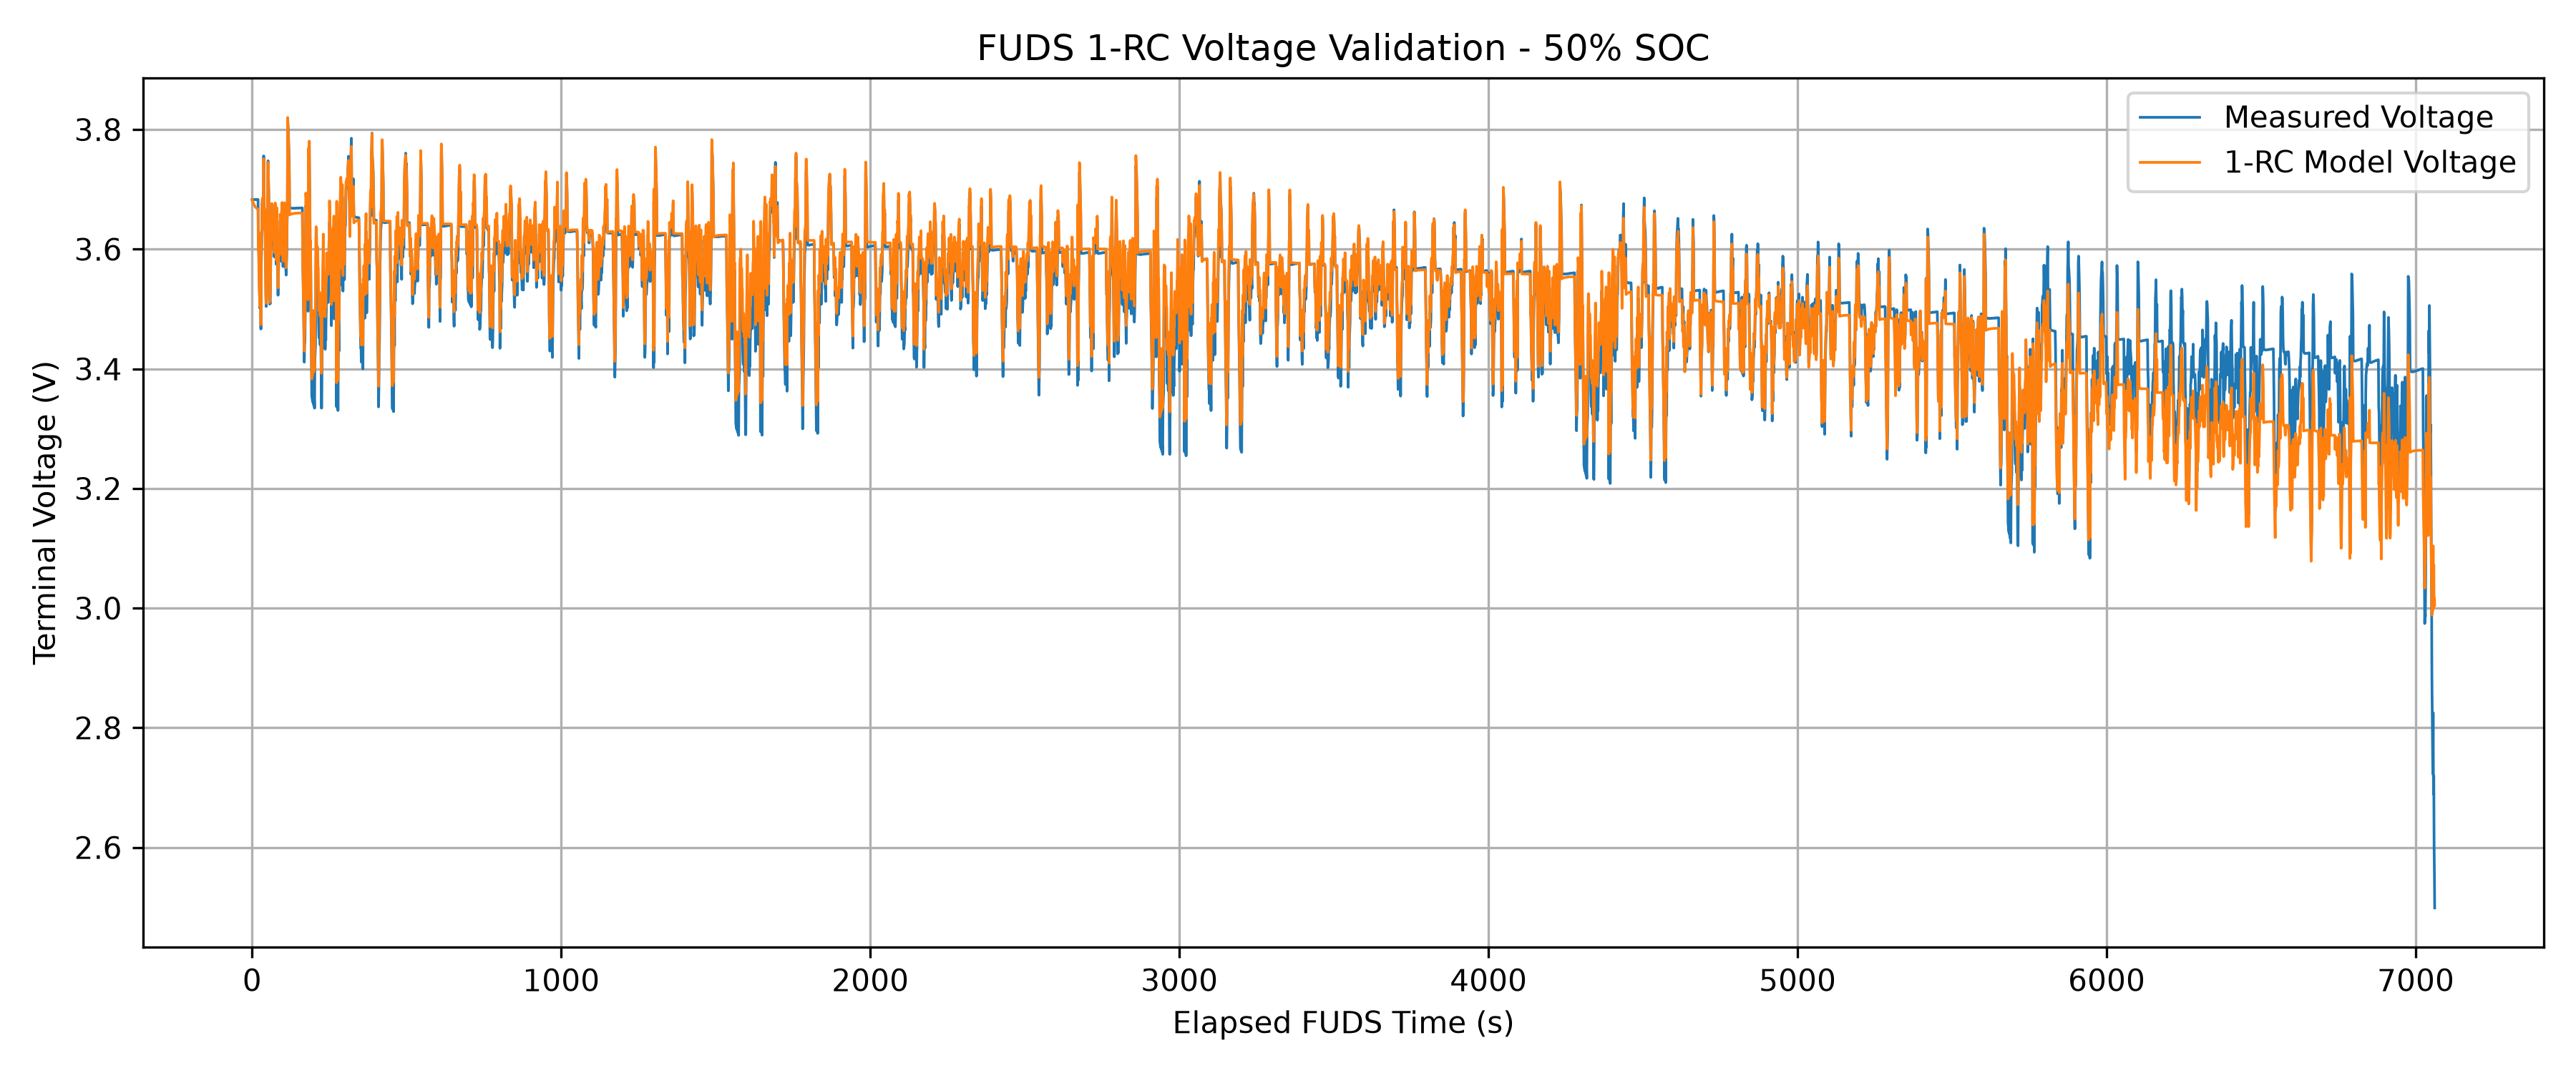 FUDS 1-RC Voltage Validation - 50% SOC
Measured Voltage
1-RC Model Voltage
Terminal Voltage (V)
3.8
3.6
3.4
3.2
3.0
2.8
2.6
0 1000 2000 3000 4000 5000 6000 7000
Elapsed FUDS Time (s)